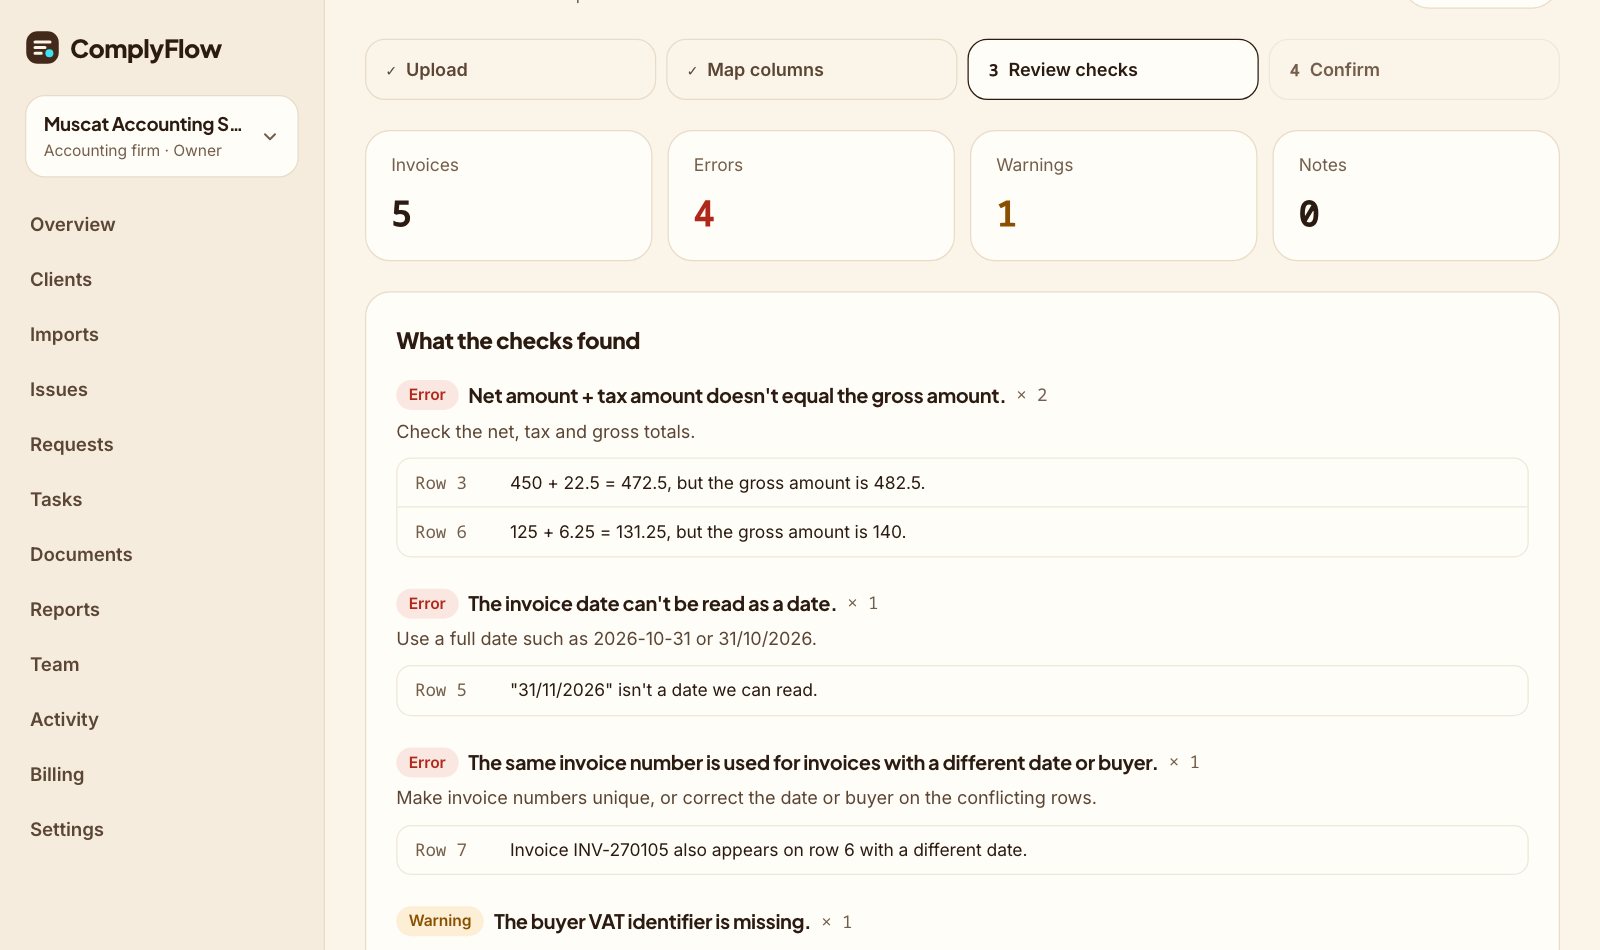 ComplyFlow
Muscat Accounting S...
Accounting firm · Owner
Overview
Clients
Imports
Issues
Requests
Tasks
Documents
Reports
Team
Activity
Billing
Settings
✓ Upload
✓ Map columns
3 Review checks
4 Confirm
Invoices
5
Errors
4
Warnings
1
Notes
0
What the checks found
Error Net amount + tax amount doesn't equal the gross amount. × 2
Check the net, tax and gross totals.
Row 3 450 + 22.5 = 472.5, but the gross amount is 482.5.
Row 6 125 + 6.25 = 131.25, but the gross amount is 140.
Error The invoice date can't be read as a date. × 1
Use a full date such as 2026-10-31 or 31/10/2026.
Row 5 "31/11/2026" isn't a date we can read.
Error The same invoice number is used for invoices with a different date or buyer. × 1
Make invoice numbers unique, or correct the date or buyer on the conflicting rows.
Row 7 Invoice INV-270105 also appears on row 6 with a different date.
Warning The buyer VAT identifier is missing. × 1